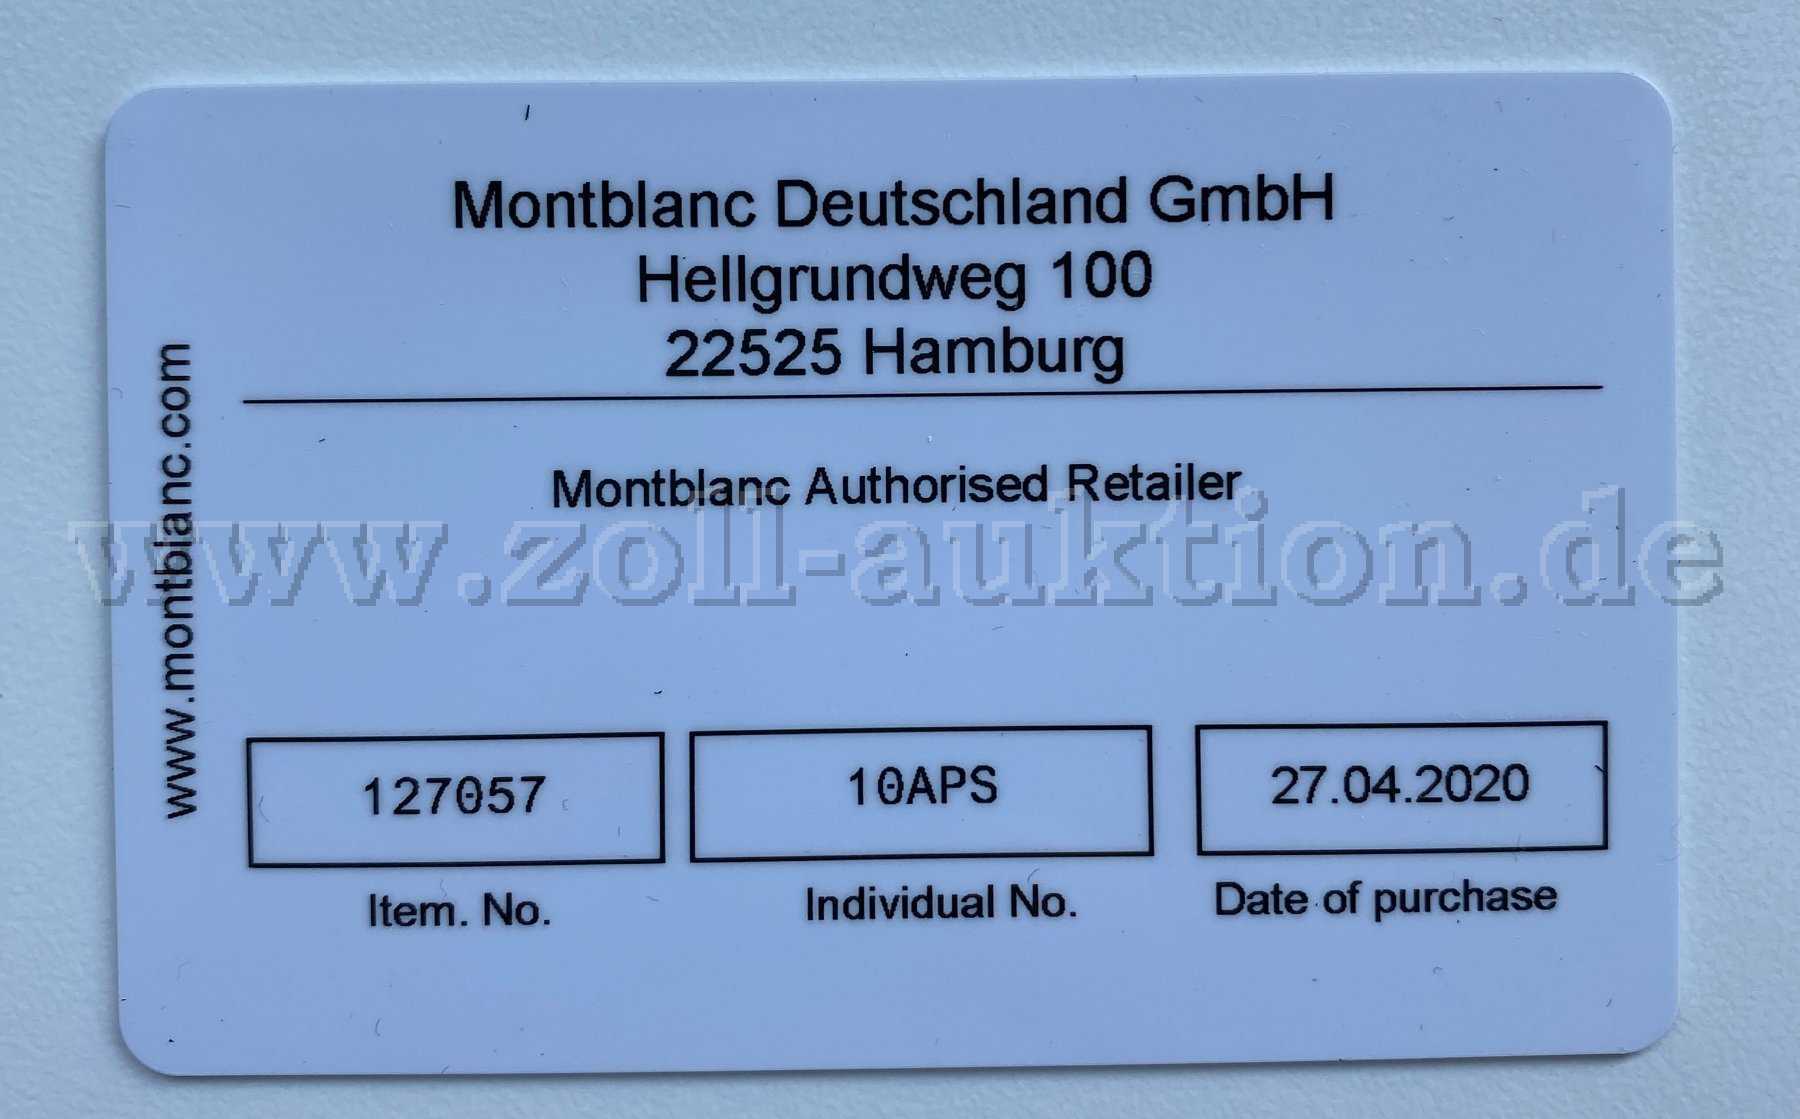 Montblanc Deutschland GmbH
Hellgrundweg 100
22525 Hamburg
www.montblanc.com
Montblanc Authorised Retailer
www.zoll-auktion.de
127057
10APS
27.04.2020
Item. No.
Individual No.
Date of purchase